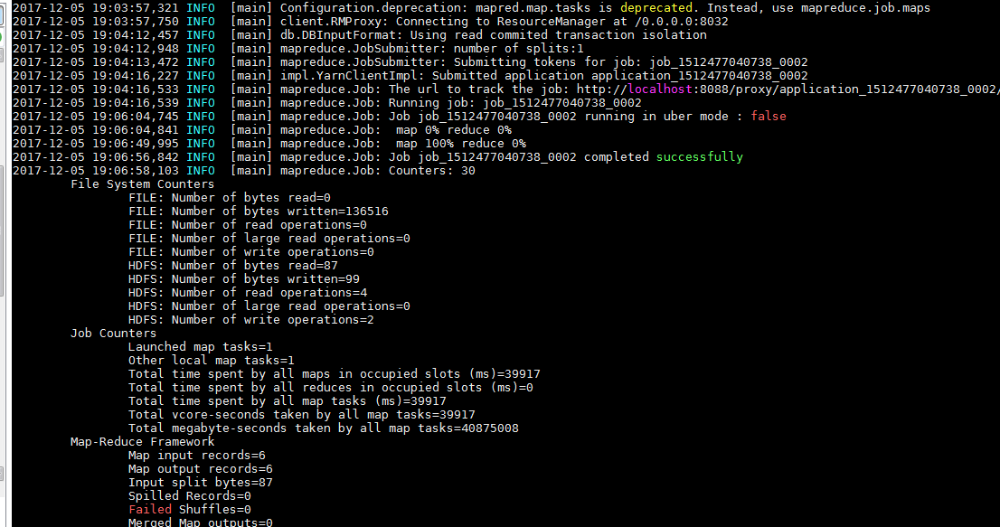 2017-12-05 19:03:57,321 INFO  [main] Configuration.deprecation: mapred.map.tasks is deprecated. Instead, use mapreduce.job.maps
2017-12-05 19:03:57,750 INFO  [main] client.RMProxy: Connecting to ResourceManager at /0.0.0.0:8032
2017-12-05 19:04:12,457 INFO  [main] db.DBInputFormat: Using read commited transaction isolation
2017-12-05 19:04:12,948 INFO  [main] mapreduce.JobSubmitter: number of splits:1
2017-12-05 19:04:13,472 INFO  [main] mapreduce.JobSubmitter: Submitting tokens for job: job_1512477040738_0002
2017-12-05 19:04:16,227 INFO  [main] impl.YarnClientImpl: Submitted application application_1512477040738_0002
2017-12-05 19:04:16,533 INFO  [main] mapreduce.Job: The url to track the job: http://localhost:8088/proxy/application_1512477040738_0002/
2017-12-05 19:04:16,539 INFO  [main] mapreduce.Job: Running job: job_1512477040738_0002
2017-12-05 19:06:04,745 INFO  [main] mapreduce.Job: Job job_1512477040738_0002 running in uber mode : false
2017-12-05 19:06:04,841 INFO  [main] mapreduce.Job:  map 0% reduce 0%
2017-12-05 19:06:49,995 INFO  [main] mapreduce.Job:  map 100% reduce 0%
2017-12-05 19:06:56,842 INFO  [main] mapreduce.Job: Job job_1512477040738_0002 completed successfully
2017-12-05 19:06:58,103 INFO  [main] mapreduce.Job: Counters: 30
File System Counters
FILE: Number of bytes read=0
FILE: Number of bytes written=136516
FILE: Number of read operations=0
FILE: Number of large read operations=0
FILE: Number of write operations=0
HDFS: Number of bytes read=87
HDFS: Number of bytes written=99
HDFS: Number of read operations=4
HDFS: Number of large read operations=0
HDFS: Number of write operations=2
Job Counters
Launched map tasks=1
Other local map tasks=1
Total time spent by all maps in occupied slots (ms)=39917
Total time spent by all reduces in occupied slots (ms)=0
Total time spent by all map tasks (ms)=39917
Total vcore-seconds taken by all map tasks=39917
Total megabyte-seconds taken by all map tasks=40875008
Map-Reduce Framework
Map input records=6
Map output records=6
Input split bytes=87
Spilled Records=0
Failed Shuffles=0
Merged Map outputs=0